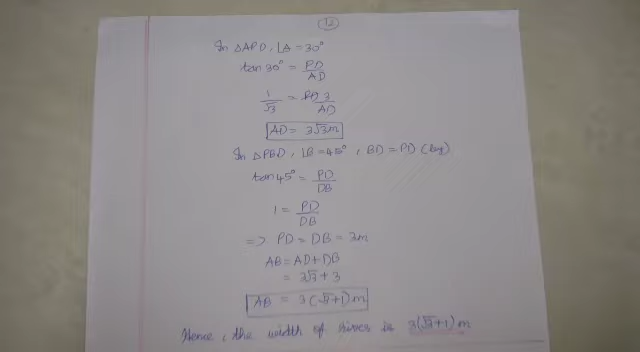 12
In ΔAPD, ∠A = 30°
tan 30° = PD/AD
1/√3 = 3/AD
AD = 3√3 m
In ΔPBD, ∠B = 45°, BD = PD
tan 45° = PD/DB
1 = PD/DB
=> PD = DB = 3m
AB = AD + DB
= 3√3 + 3
AB = 3(√3+1) m
Hence, the width of river is 3(√3+1) m